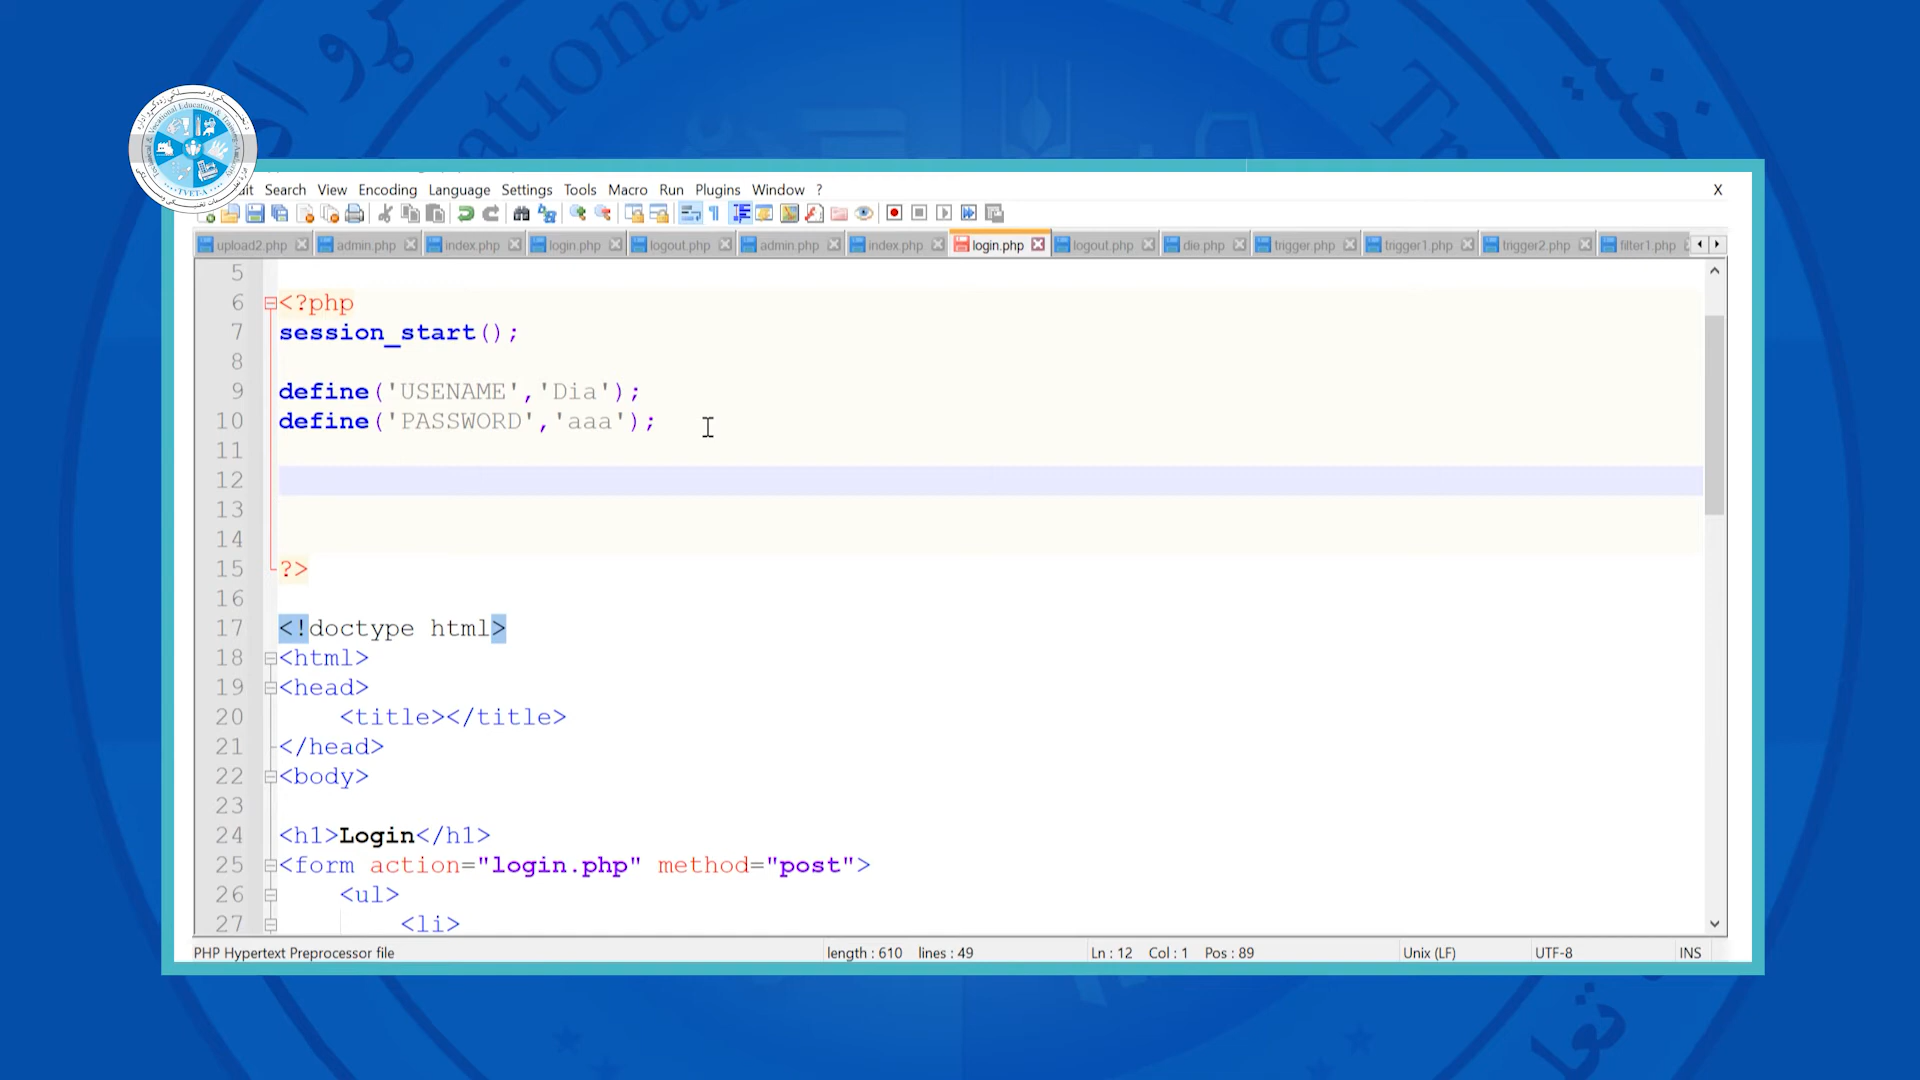 Search View Encoding Language Settings Tools Macro Run Plugins Window ?
X
upload2.php admin.php index.php login.php logout.php admin.php index.php login.php logout.php die.php trigger.php trigger1.php trigger2.php filter1.php
5
6 <?php
7 session_start();
8
9 define('USENAME','Dia');
10 define('PASSWORD','aaa');
11
12
13
14
15 ?>
16
17 <!doctype html>
18 <html>
19 <head>
20 <title></title>
21 </head>
22 <body>
23
24 <h1>Login</h1>
25 <form action="login.php" method="post">
26 <ul>
27 <li>
PHP Hypertext Preprocessor file length : 610 lines : 49 Ln : 12 Col : 1 Pos : 89 Unix (LF) UTF-8 INS
TVET-A